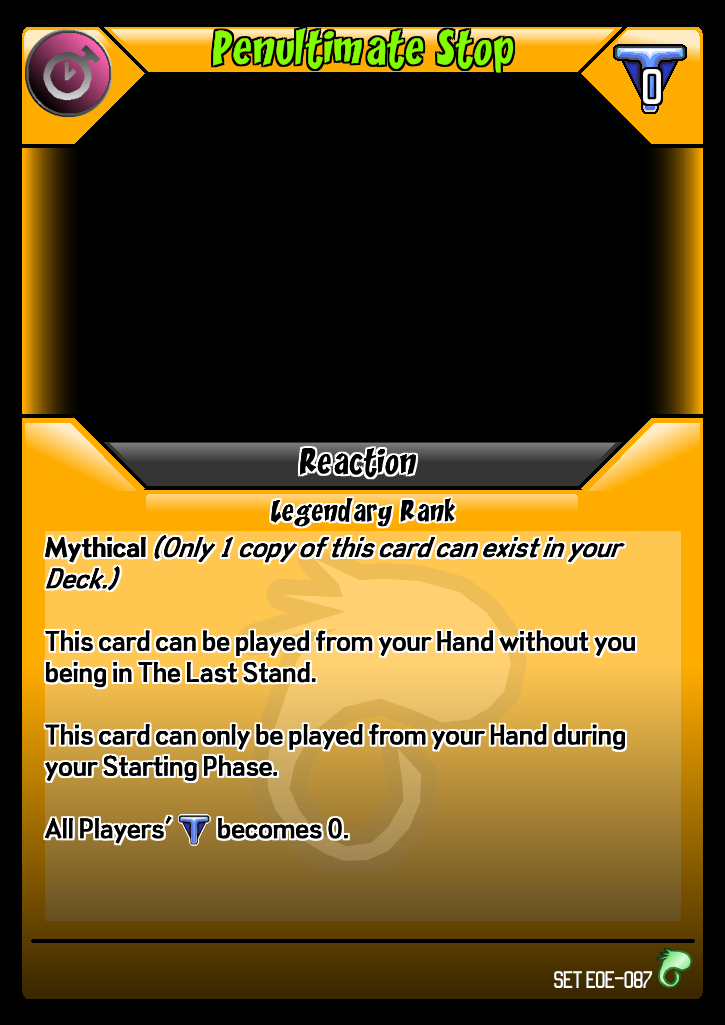 Penultimate Stop
0
Reaction
Legendary Rank
Mythical (Only 1 copy of this card can exist in your
Deck.)
This card can be played from your Hand without you
being in The Last Stand.
This card can only be played from your Hand during
your Starting Phase.
All Players' T becomes 0.
SET EOE-087